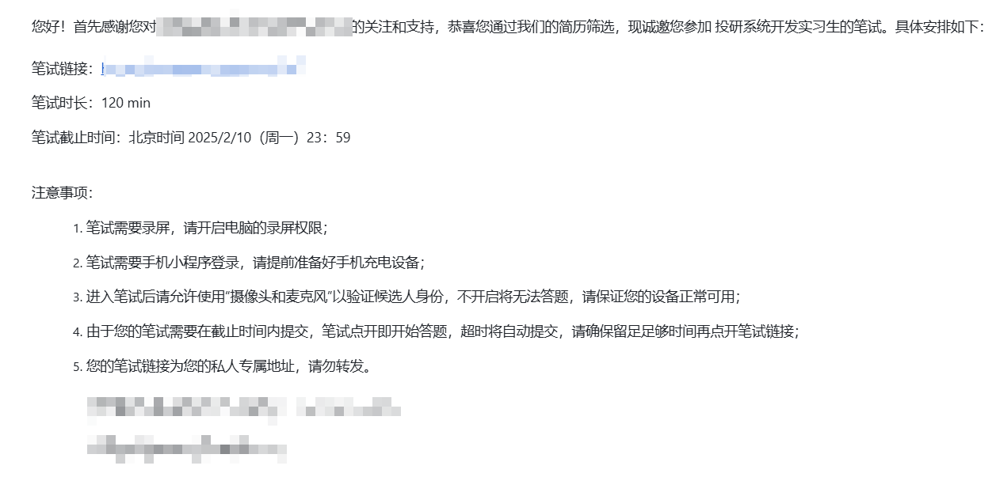 您好！首先感谢您对的关注和支持，恭喜您通过我们的简历筛选，现诚邀您参加 投研系统开发实习生的笔试。具体安排如下：
笔试链接：
笔试时长：120 min
笔试截止时间：北京时间 2025/2/10（周一）23：59
注意事项：
1. 笔试需要录屏，请开启电脑的录屏权限；
2. 笔试需要手机小程序登录，请提前准备好手机充电设备；
3. 进入笔试后请允许使用“摄像头和麦克风”以验证候选人身份，不开启将无法答题，请保证您的设备正常可用；
4. 由于您的笔试需要在截止时间内提交，笔试点开即开始答题，超时将自动提交，请确保留足足够时间再点开笔试链接；
5. 您的笔试链接为您的私人专属地址，请勿转发。